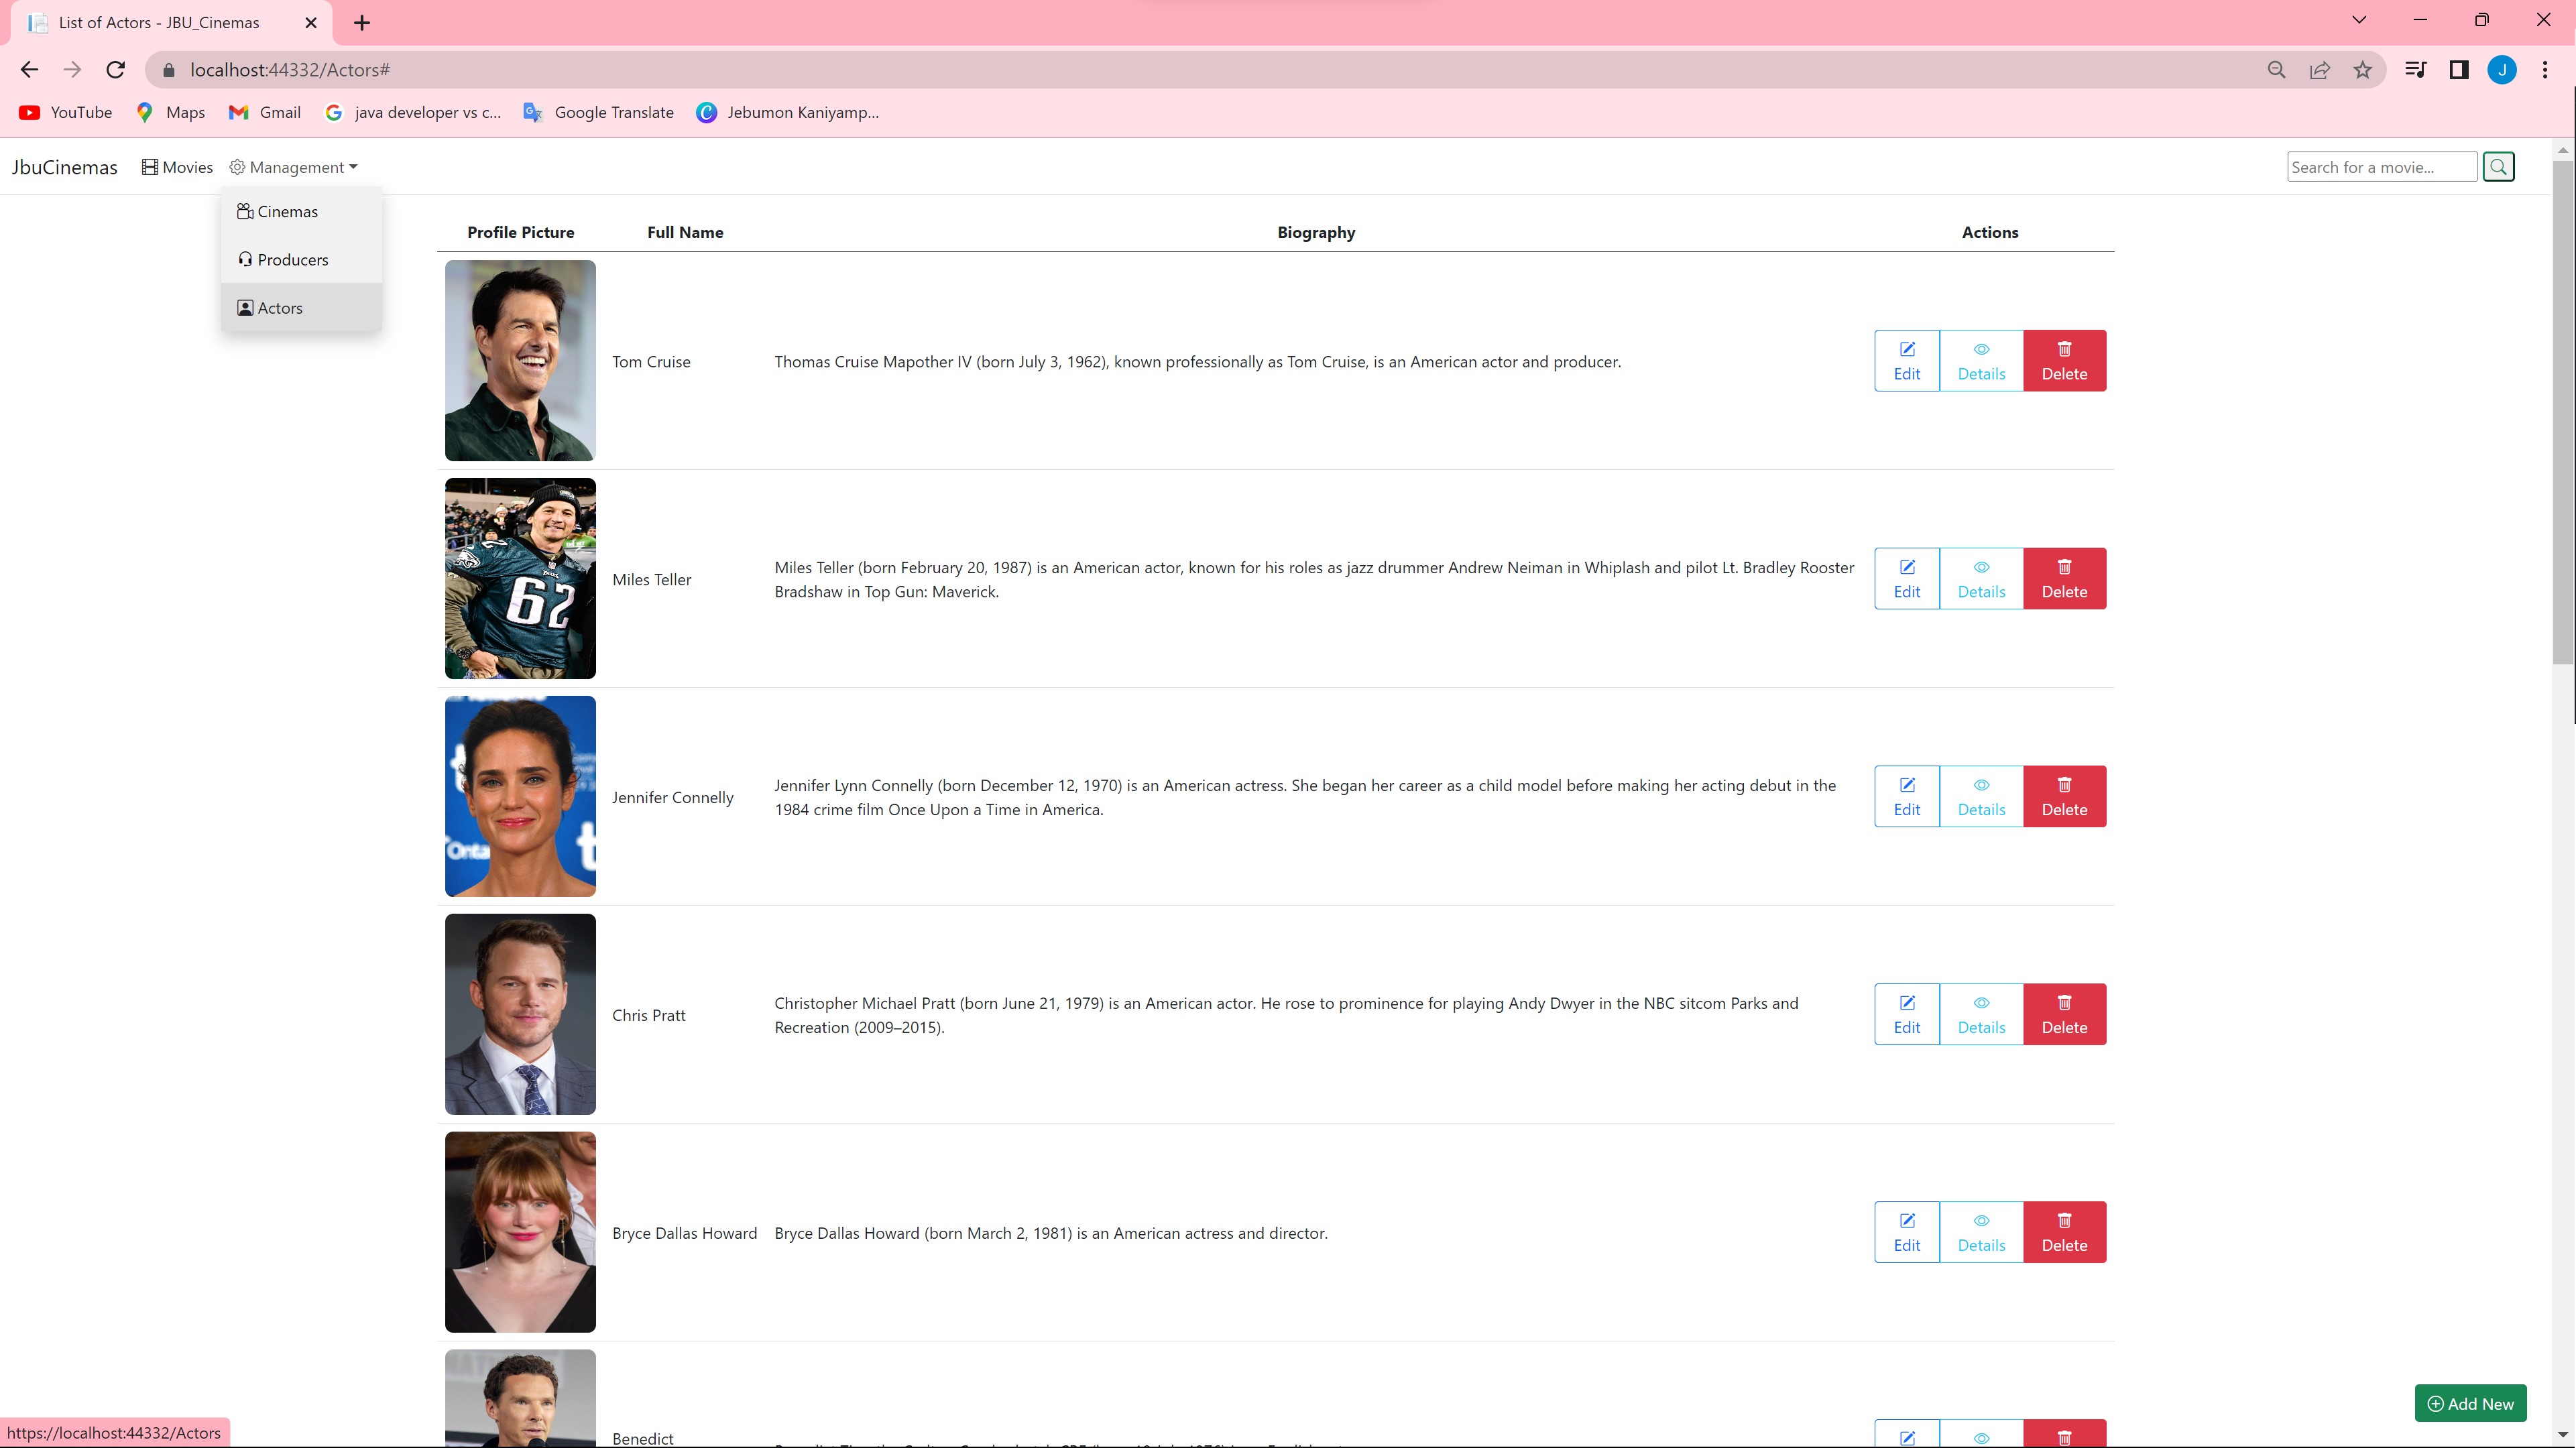 List of Actors - JBU_Cinemas
localhost:44332/Actors#
YouTube
Maps
Gmail
java developer vs c...
Google Translate
Jebumon Kaniyamp...
J
JbuCinemas
Movies
Management
Search for a movie...
Cinemas
Producers
Actors
Profile Picture
Full Name
Biography
Actions
Tom Cruise
Thomas Cruise Mapother IV (born July 3, 1962), known professionally as Tom Cruise, is an American actor and producer.
Edit
Details
Delete
62
Miles Teller
Miles Teller (born February 20, 1987) is an American actor, known for his roles as jazz drummer Andrew Neiman in Whiplash and pilot Lt. Bradley Rooster
Bradshaw in Top Gun: Maverick.
Edit
Details
Delete
Jennifer Connelly
Jennifer Lynn Connelly (born December 12, 1970) is an American actress. She began her career as a child model before making her acting debut in the
1984 crime film Once Upon a Time in America.
Edit
Details
Delete
Chris Pratt
Christopher Michael Pratt (born June 21, 1979) is an American actor. He rose to prominence for playing Andy Dwyer in the NBC sitcom Parks and
Recreation (2009–2015).
Edit
Details
Delete
Bryce Dallas Howard
Bryce Dallas Howard (born March 2, 1981) is an American actress and director.
Edit
Details
Delete
Benedict
Add New
https://localhost:44332/Actors